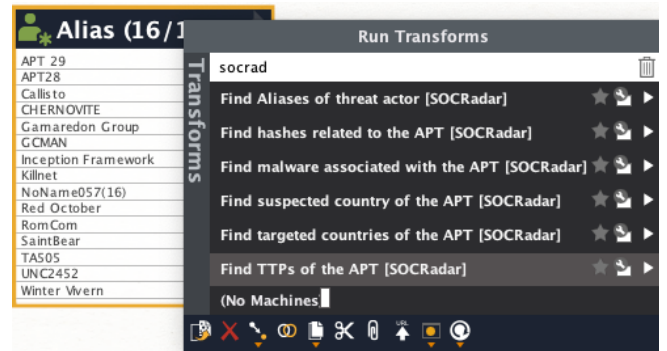 Alias (16/1
APT 29
APT28
Callisto
CHERNOVITE
Gamaredon Group
GCMAN
Inception Framework
Killnet
NoName057(16)
Red October
RomCom
SaintBear
TA505
UNC2452
Winter Vivern
Run Transforms
Transforms
socrad
Find Aliases of threat actor [SOCRadar]
Find hashes related to the APT [SOCRadar]
Find malware associated with the APT [SOCRadar]
Find suspected country of the APT [SOCRadar]
Find targeted countries of the APT [SOCRadar]
Find TTPs of the APT [SOCRadar]
(No Machines
URL